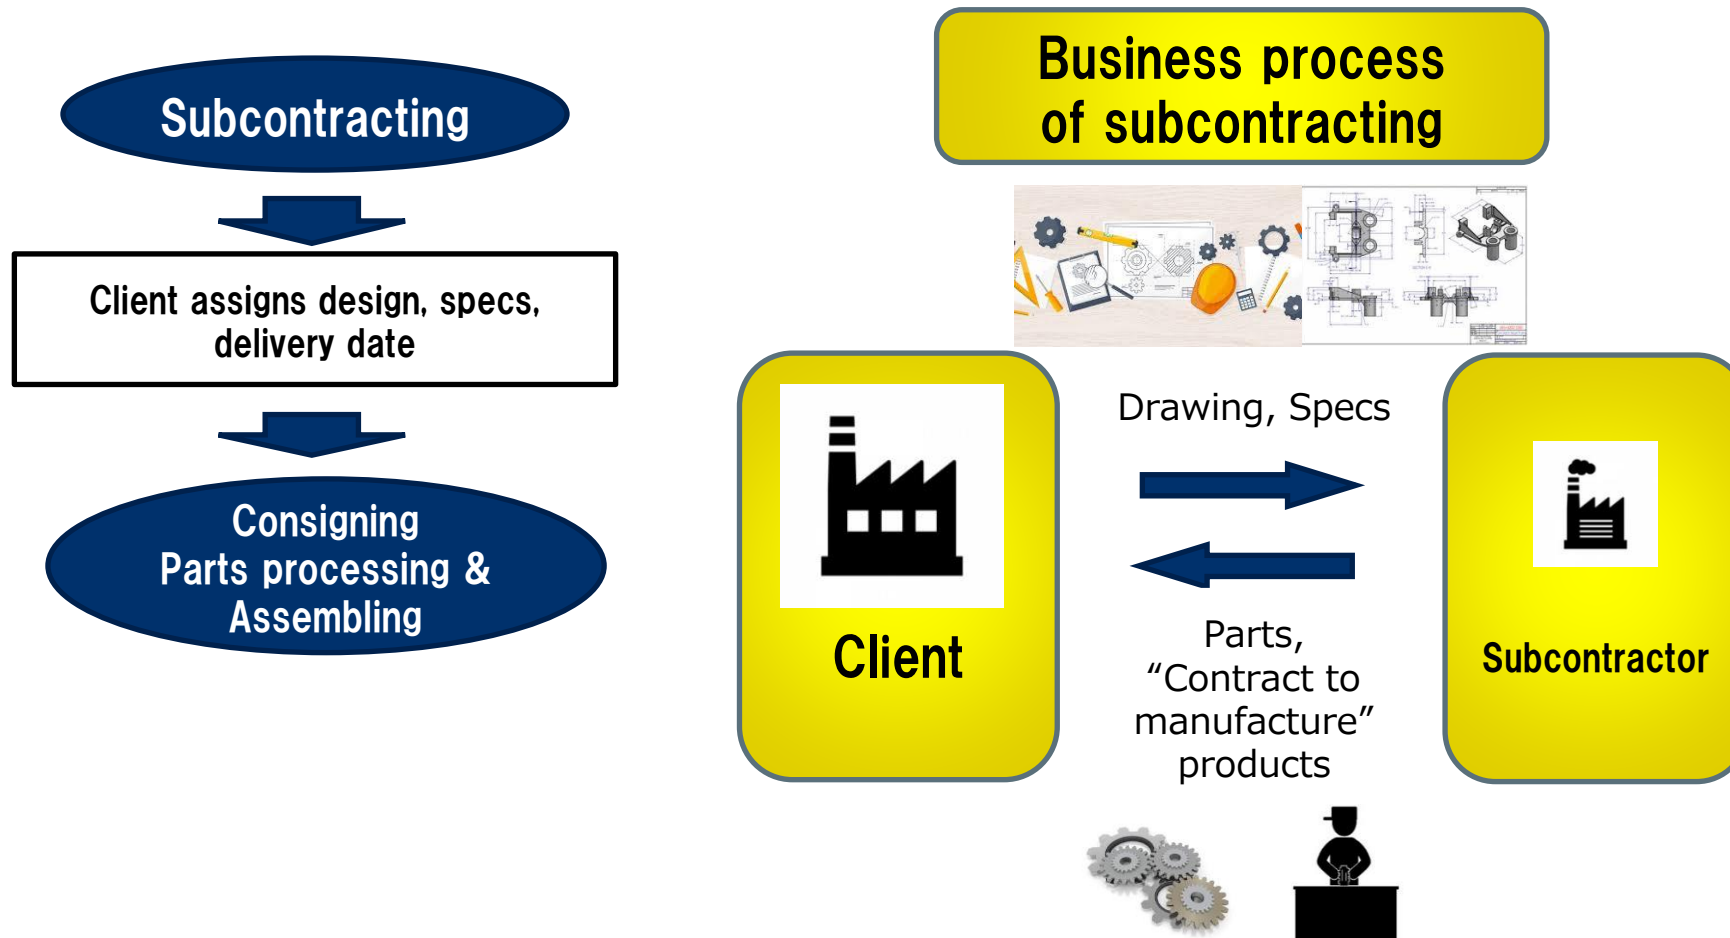 Subcontracting
Client assigns design, specs,
delivery date
Consigning
Parts processing &
Assembling
Business process
of subcontracting
Drawing, Specs
Client
Subcontractor
Parts,
“Contract to
manufacture”
products